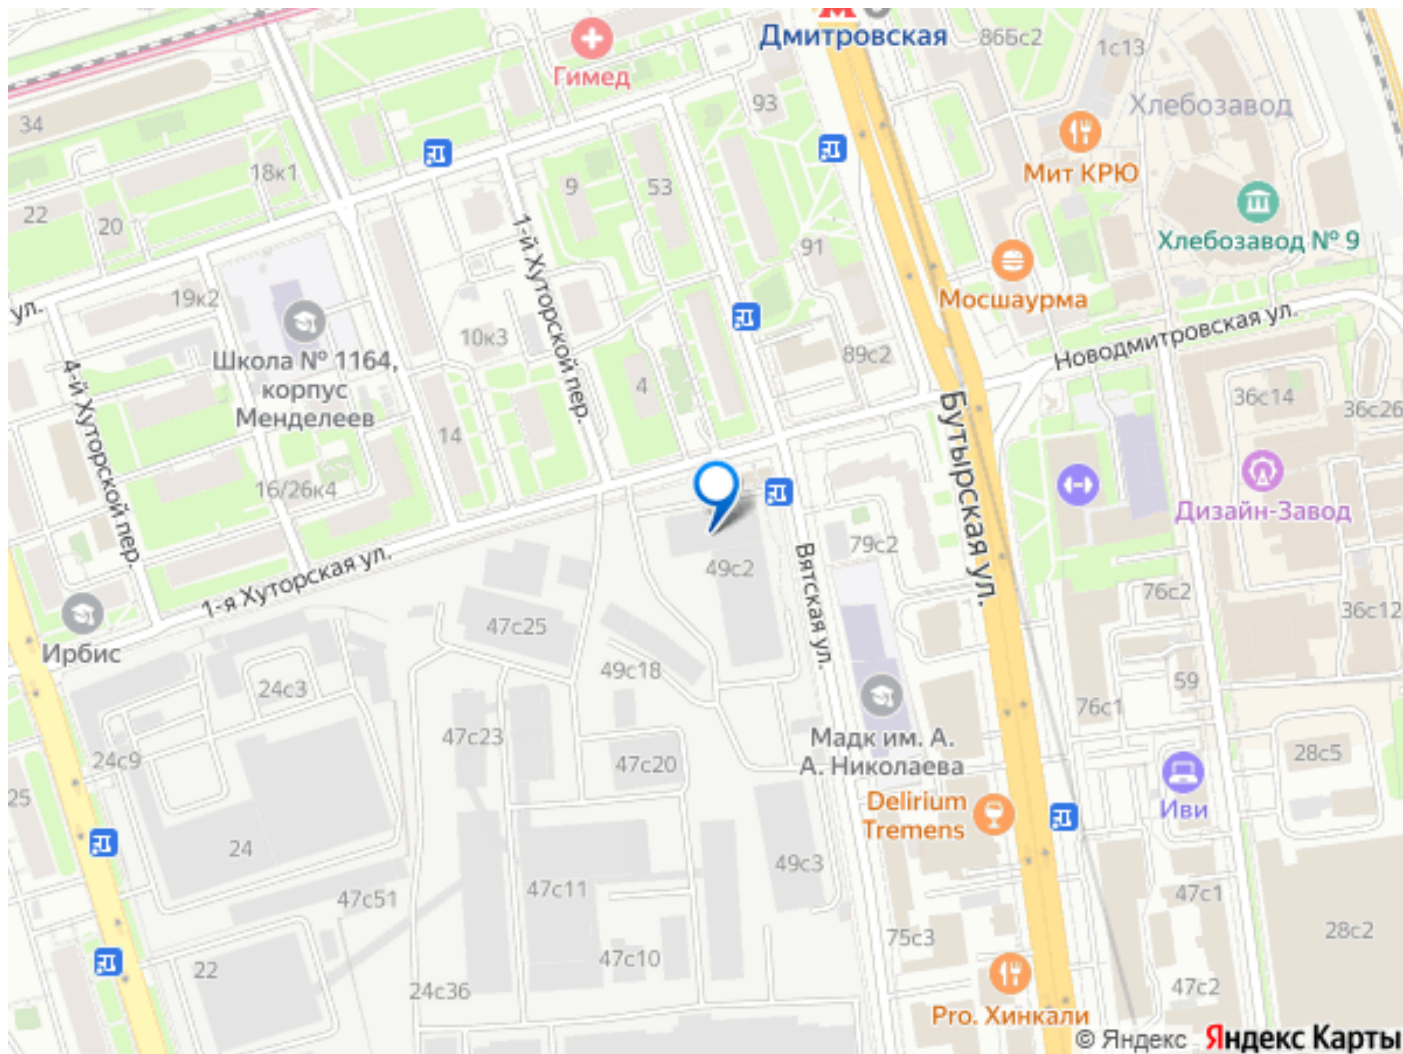 Дмитровская
86Бс2
1с13
Гимед
Хлебозавод
93
34
Мит КРЮ
18к1
22
20
9
53
1-й Хуторской пер.
91
Хлебозавод № 9
Мосшаурма
ул.
19к2
10к3
Новодмитровская ул.
Школа № 1164,
корпус
Менделеев
4-й Хуторской пер.
4
89с2
Бутырская ул.
36с14
36с26
14
16/26к4
Дизайн-Завод
79с2
1-я Хуторская ул.
49с2
Вятская ул.
76с2
36с12
47с25
Ирбис
49с18
24с3
59
76с1
47с23
24с9
47с20
Мадк им. А.
А. Николаева
28с5
25
Delirium
Tremens
Иви
24
49с3
47с11
47с51
47с1
75с3
28с2
22
47с10
24с36
47с2
Pro. Хинкали
© Яндекс Яндекс Карты